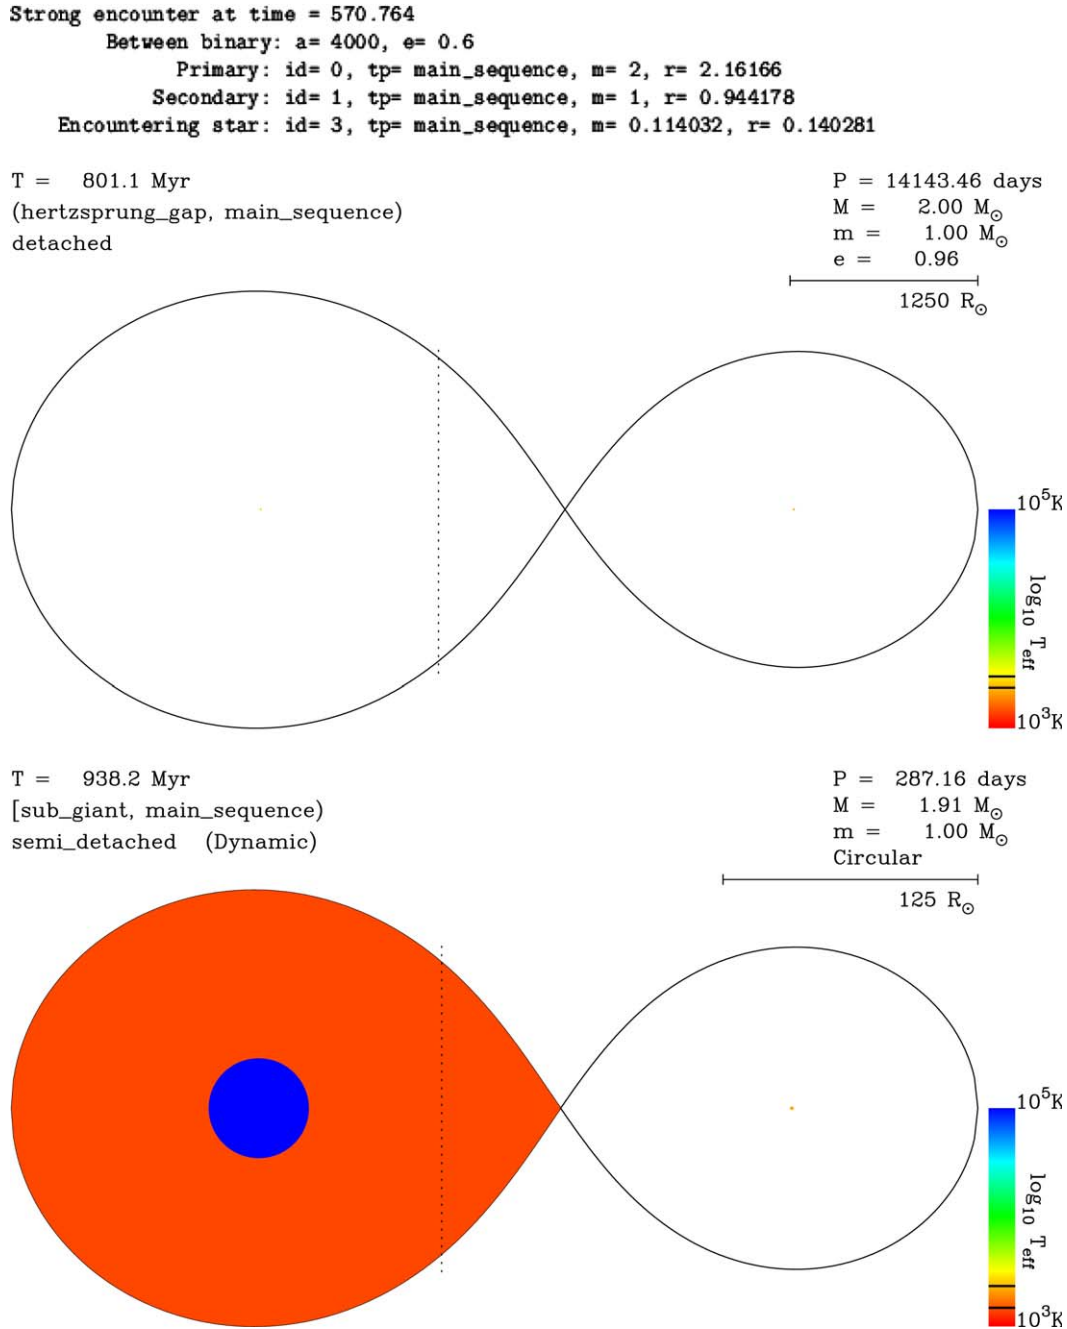 Strong encounter at time = 570.764
Between binary: a= 4000, e= 0.6
Primary: id= 0, tp= main_sequence, m= 2, r= 2.16166
Secondary: id= 1, tp= main_sequence, m= 1, r= 0.944178
Encountering star: id= 3, tp= main_sequence, m= 0.114032, r= 0.140281
T = 801.1 Myr
(hertzsprung_gap, main_sequence)
detached
P = 14143.46 days
M = 2.00 M☉
m = 1.00 M☉
e = 0.96
1250 R☉
10⁵K
log₁₀ T_eff
10³K
T = 938.2 Myr
[sub_giant, main_sequence)
semi_detached (Dynamic)
P = 287.16 days
M = 1.91 M☉
m = 1.00 M☉
Circular
125 R☉
10⁵K
log₁₀ T_eff
10³K